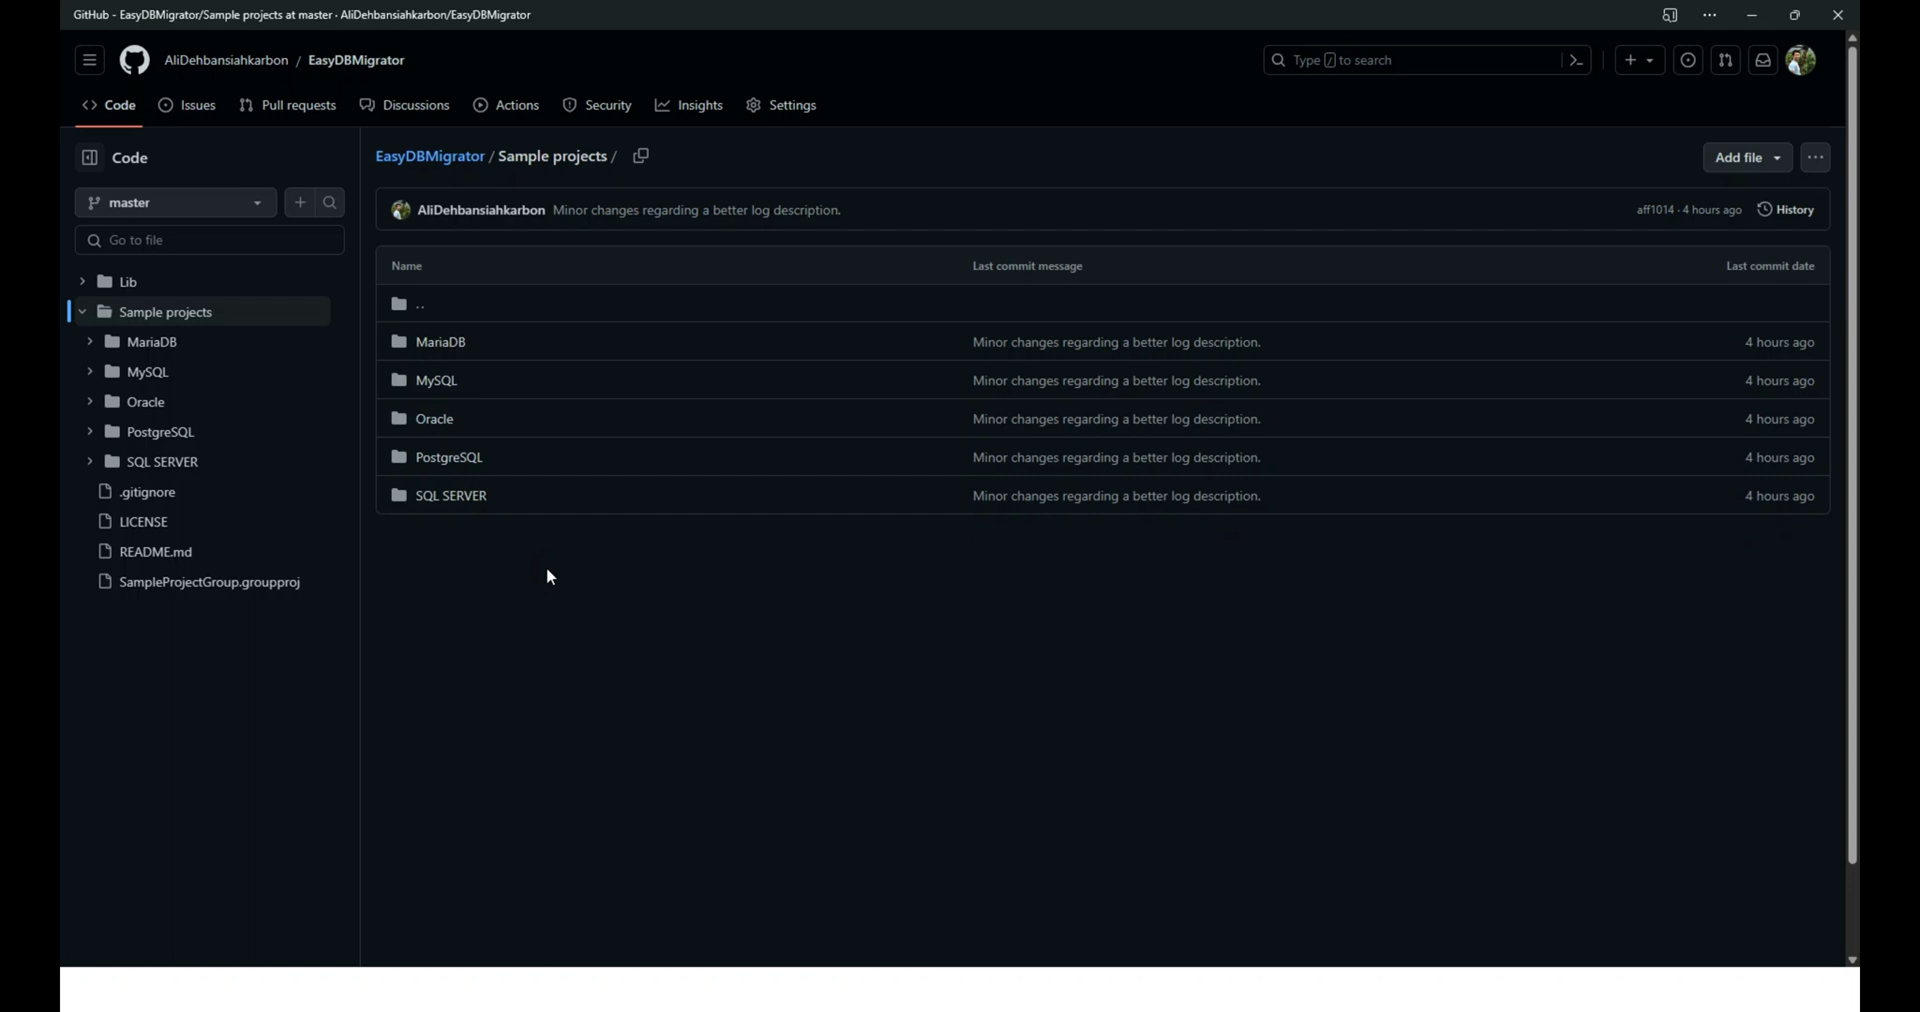 GitHub - EasyDBMigrator/Sample projects at master · AliDehbansiahkarbon/EasyDBMigrator
AliDehbansiahkarbon / EasyDBMigrator
Type / to search
Code Issues Pull requests Discussions Actions Security Insights Settings
Code
master
Go to file
Lib
Sample projects
MariaDB
MySQL
Oracle
PostgreSQL
SQL SERVER
.gitignore
LICENSE
README.md
SampleProjectGroup.groupproj
EasyDBMigrator / Sample projects /
Add file
AliDehbansiahkarbon Minor changes regarding a better log description. aff1014 · 4 hours ago History
Name Last commit message Last commit date
..
MariaDB Minor changes regarding a better log description. 4 hours ago
MySQL Minor changes regarding a better log description. 4 hours ago
Oracle Minor changes regarding a better log description. 4 hours ago
PostgreSQL Minor changes regarding a better log description. 4 hours ago
SQL SERVER Minor changes regarding a better log description. 4 hours ago